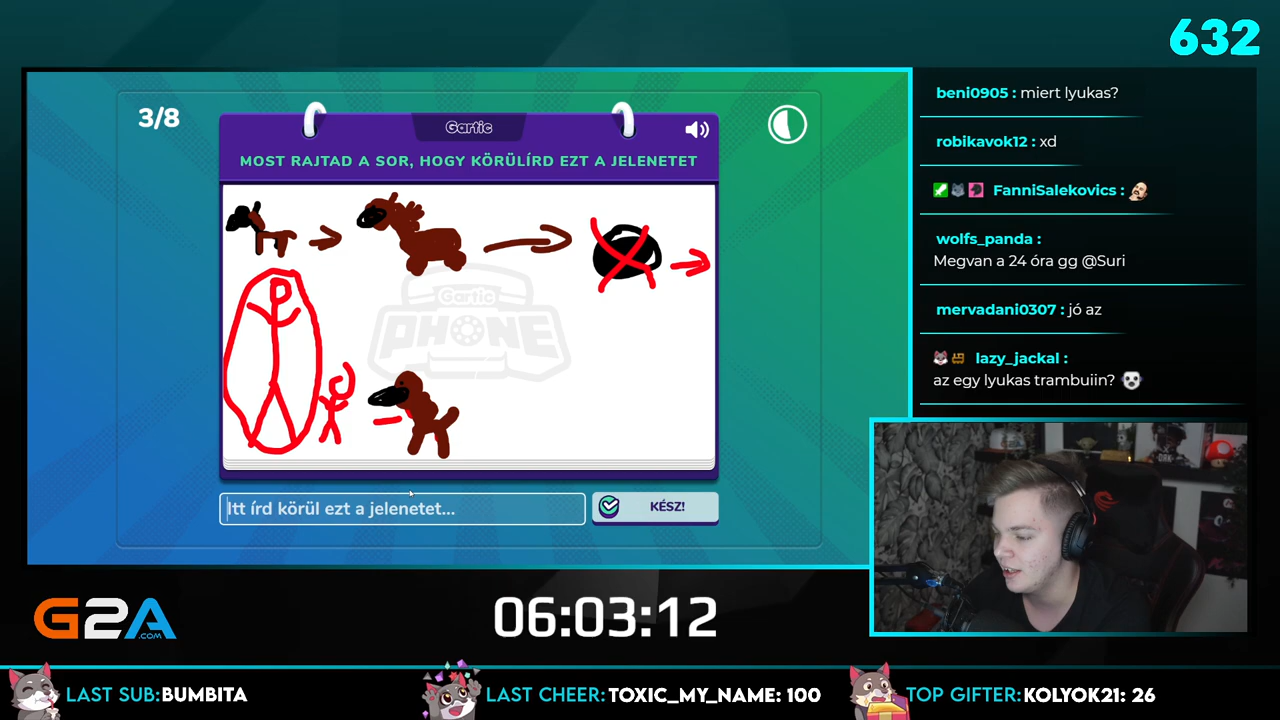 632
3/8
Gartic
MOST RAJTAD A SOR, HOGY KÖRÜLÍRD EZT A JELENETET
Gartic
PHONE
Itt írd körül ezt a jelenetet...
KÉSZ!
beni0905 : miert lyukas?
robikavok12 : xd
FanniSalekovics :
wolfs_panda :
Megvan a 24 óra gg @Suri
mervadani0307 : jó az
lazy_jackal :
az egy lyukas trambuiin?
G2A
.COM
06:03:12
LAST SUB:BUMBITA
LAST CHEER: TOXIC_MY_NAME: 100
TOP GIFTER: KOLYOK21: 26